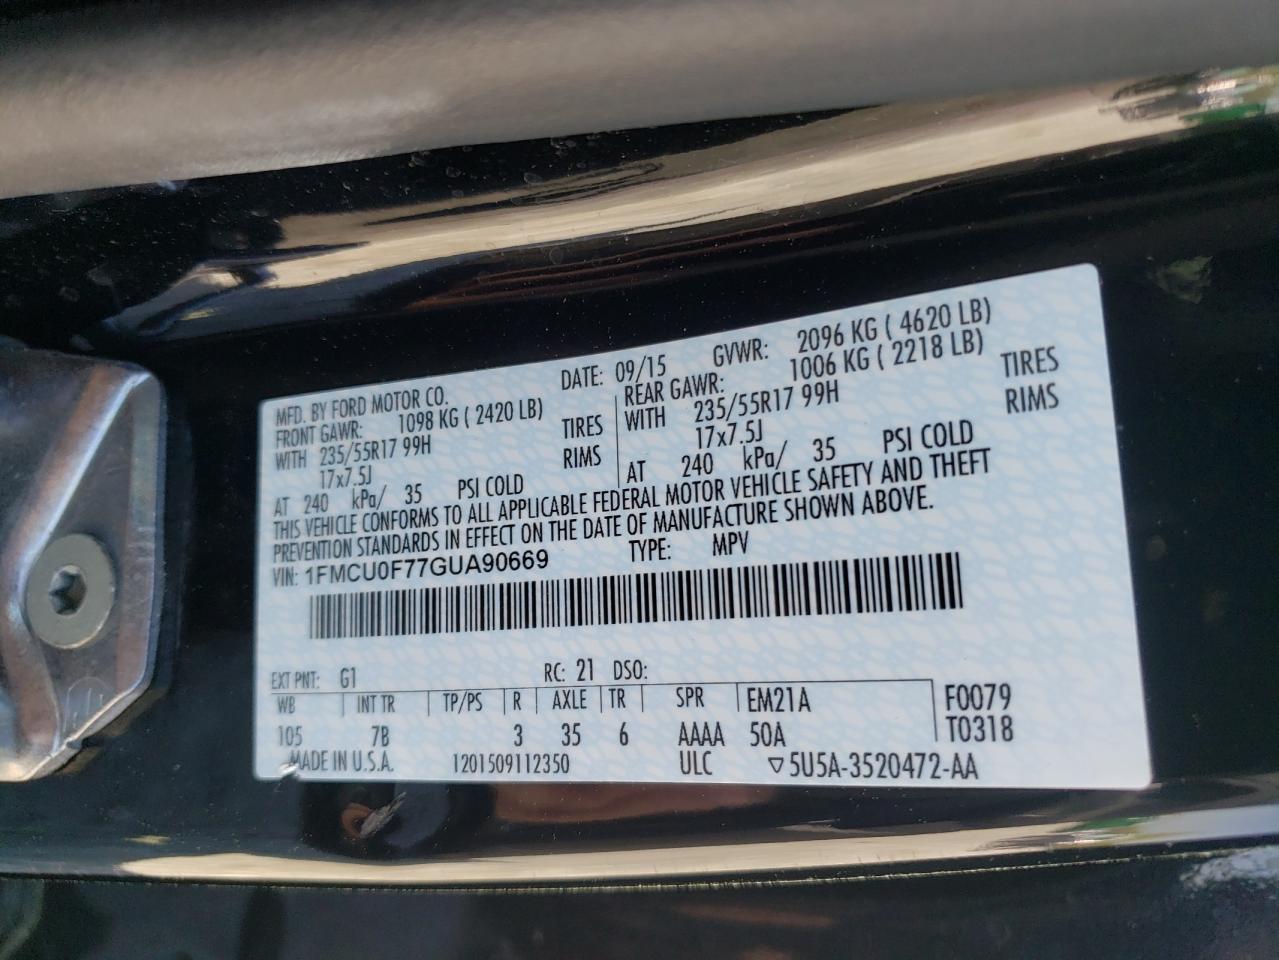 MFD. BY FORD MOTOR CO.
DATE: 09/15 GVWR: 2096 KG ( 4620 LB)
FRONT GAWR: 1098 KG ( 2420 LB)
WITH 235/55R17 99H TIRES
17x7.5J RIMS
AT 240 kPa/ 35 PSI COLD
REAR GAWR: 1006 KG ( 2218 LB)
WITH 235/55R17 99H TIRES
17x7.5J RIMS
AT 240 kPa/ 35 PSI COLD
THIS VEHICLE CONFORMS TO ALL APPLICABLE FEDERAL MOTOR VEHICLE SAFETY AND THEFT
PREVENTION STANDARDS IN EFFECT ON THE DATE OF MANUFACTURE SHOWN ABOVE.
VIN: 1FMCU0F77GUA90669 TYPE: MPV
EXT PNT: G1 RC: 21 DSO:
WB INT TR TP/PS R AXLE TR SPR EM21A F0079
105 7B 3 35 6 AAAA 50A T0318
MADE IN U.S.A. 1201509112350 ULC ▽5U5A-3520472-AA